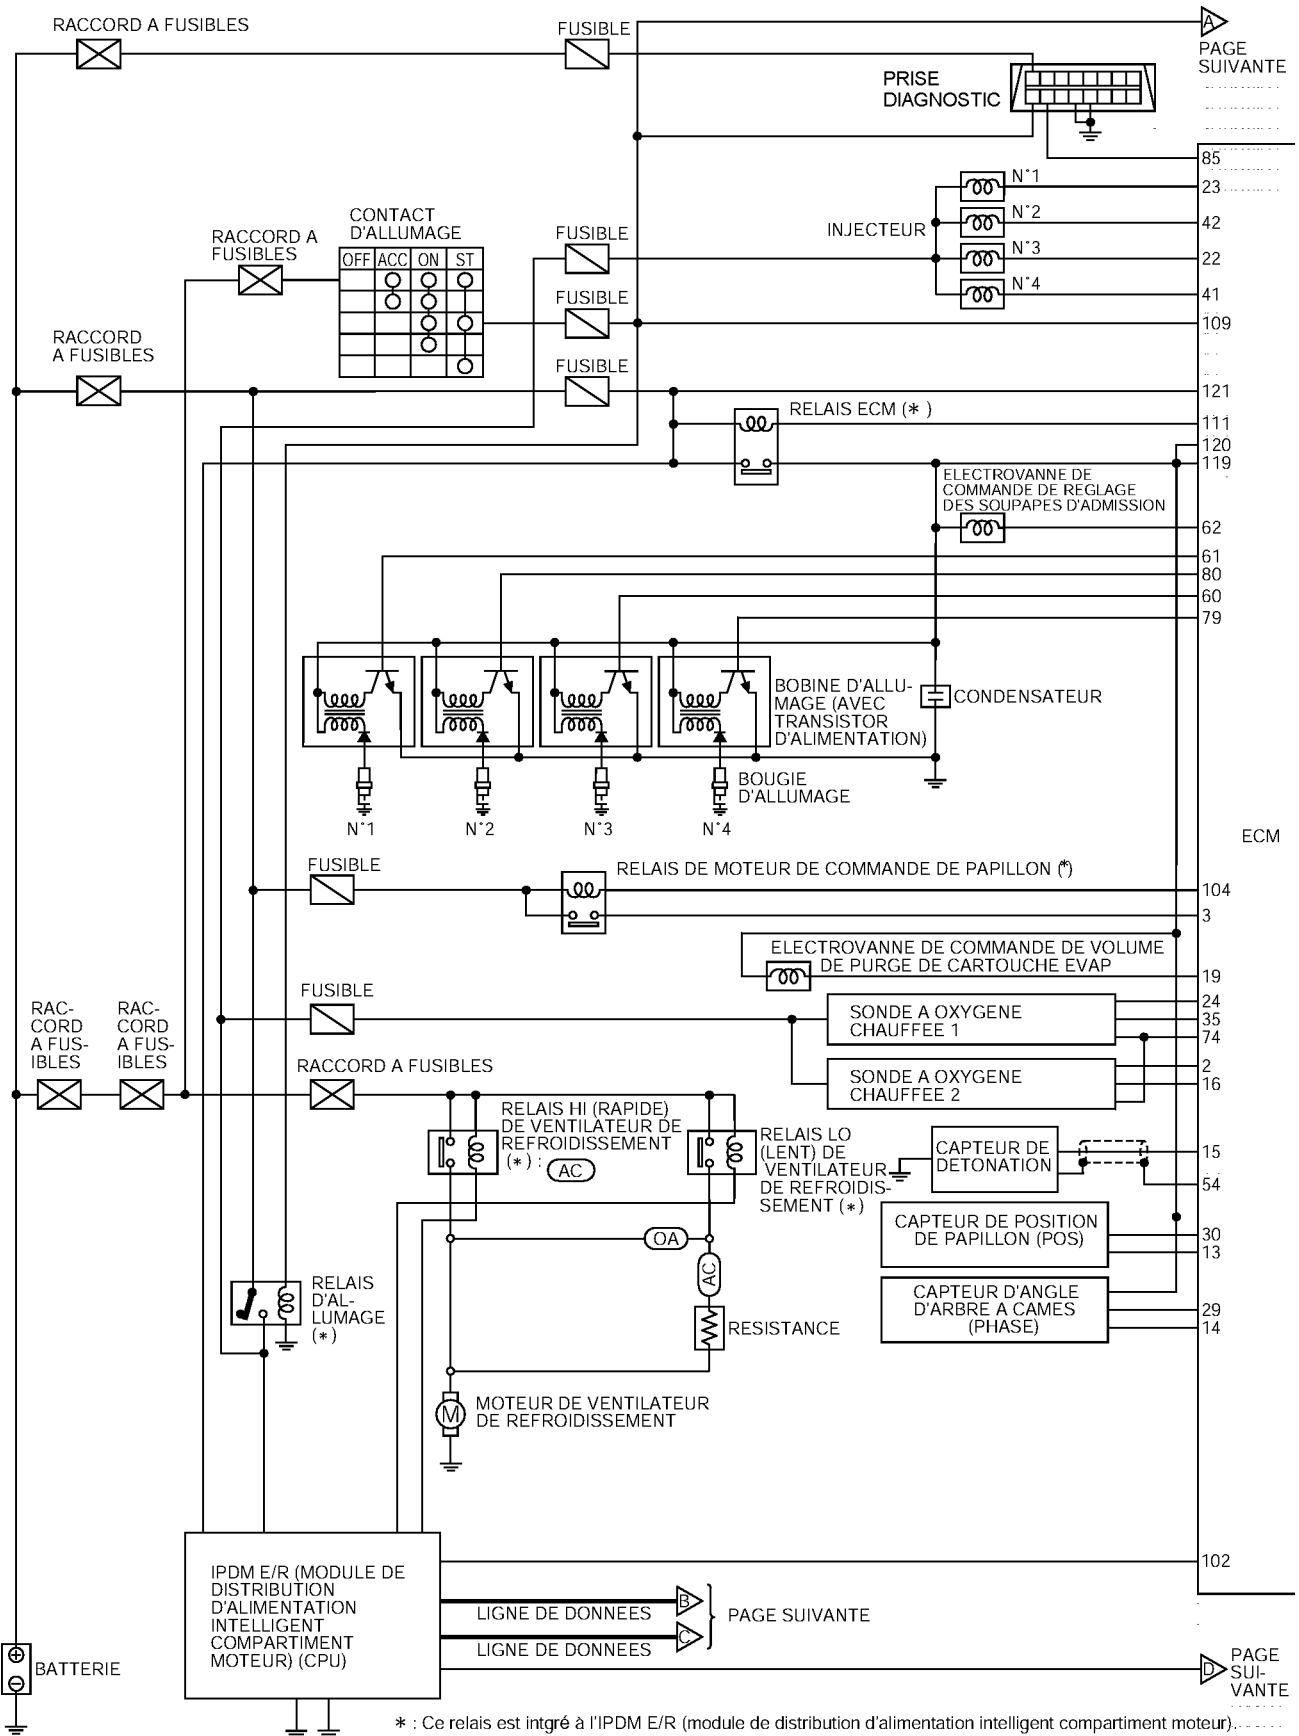 RACCORD A FUSIBLES
FUSIBLE
A
PAGE
SUIVANTE
PRISE
DIAGNOSTIC
85
N°1
23
N°2
42
INJECTEUR
N°3
22
N°4
41
CONTACT
D'ALLUMAGE
RACCORD A
FUSIBLES
OFF ACC ON ST
FUSIBLE
FUSIBLE
109
RACCORD
A FUSIBLES
FUSIBLE
121
RELAIS ECM (*)
111
120
119
ELECTROVANNE DE
COMMANDE DE REGLAGE
DES SOUPAPES D'ADMISSION
62
61
80
60
79
BOBINE D'ALLU-
MAGE (AVEC
TRANSISTOR
D'ALIMENTATION)
CONDENSATEUR
BOUGIE
D'ALLUMAGE
N°1
N°2
N°3
N°4
ECM
FUSIBLE
RELAIS DE MOTEUR DE COMMANDE DE PAPILLON (*)
104
3
ELECTROVANNE DE COMMANDE DE VOLUME
DE PURGE DE CARTOUCHE EVAP
19
FUSIBLE
SONDE A OXYGENE
CHAUFFEE 1
24
35
74
RAC-
CORD
A FUS-
IBLES
RAC-
CORD
A FUS-
IBLES
RACCORD A FUSIBLES
SONDE A OXYGENE
CHAUFFEE 2
2
16
RELAIS HI (RAPIDE)
DE VENTILATEUR DE
REFROIDISSEMENT
(*) : AC
RELAIS LO
(LENT) DE
VENTILATEUR
DE REFROIDIS-
SEMENT (*)
CAPTEUR DE
DETONATION
15
54
CAPTEUR DE POSITION
DE PAPILLON (POS)
30
13
OA
AC
RESISTANCE
CAPTEUR D'ANGLE
D'ARBRE A CAMES
(PHASE)
29
14
RELAIS
D'AL-
LUMAGE
(*)
M
MOTEUR DE VENTILATEUR
DE REFROIDISSEMENT
IPDM E/R (MODULE DE
DISTRIBUTION
D'ALIMENTATION
INTELLIGENT
COMPARTIMENT
MOTEUR) (CPU)
102
B
LIGNE DE DONNEES
C
LIGNE DE DONNEES
PAGE SUIVANTE
D
PAGE
SUI-
VANTE
BATTERIE
* : Ce relais est intgré à l'IPDM E/R (module de distribution d'alimentation intelligent compartiment moteur).